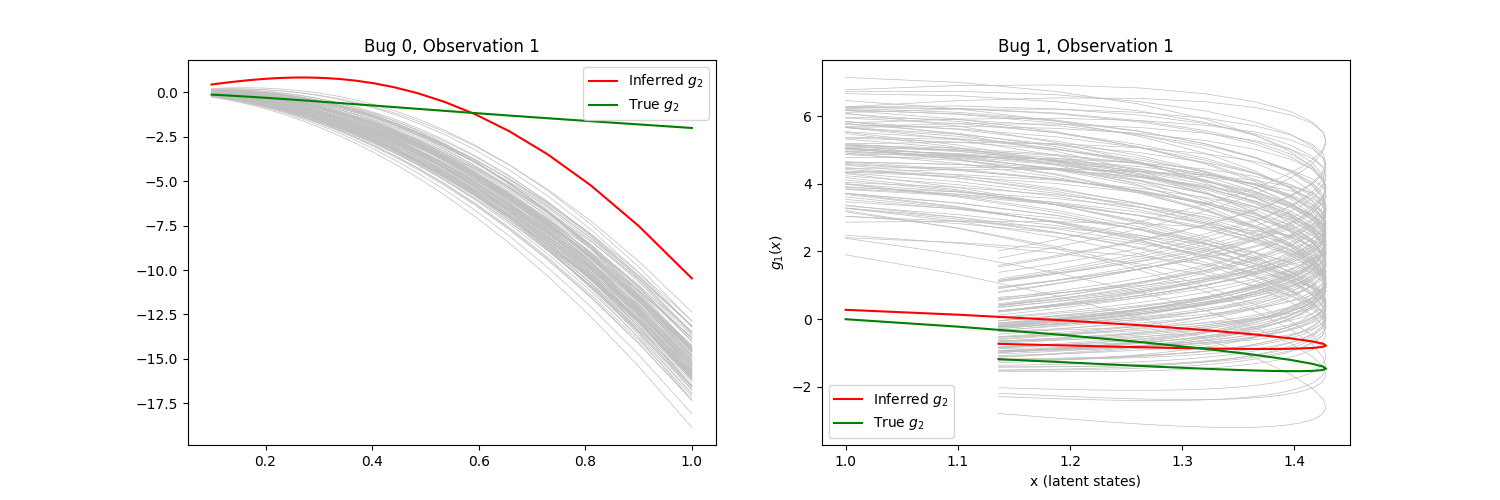 Bug 0, Observation 1
Inferred g₂
True g₂
0.0
−2.5
−5.0
−7.5
−10.0
−12.5
−15.0
−17.5
0.2
0.4
0.6
0.8
1.0
Bug 1, Observation 1
g₁(x)
6
4
2
0
−2
Inferred g₂
True g₂
1.0
1.1
1.2
1.3
1.4
x (latent states)